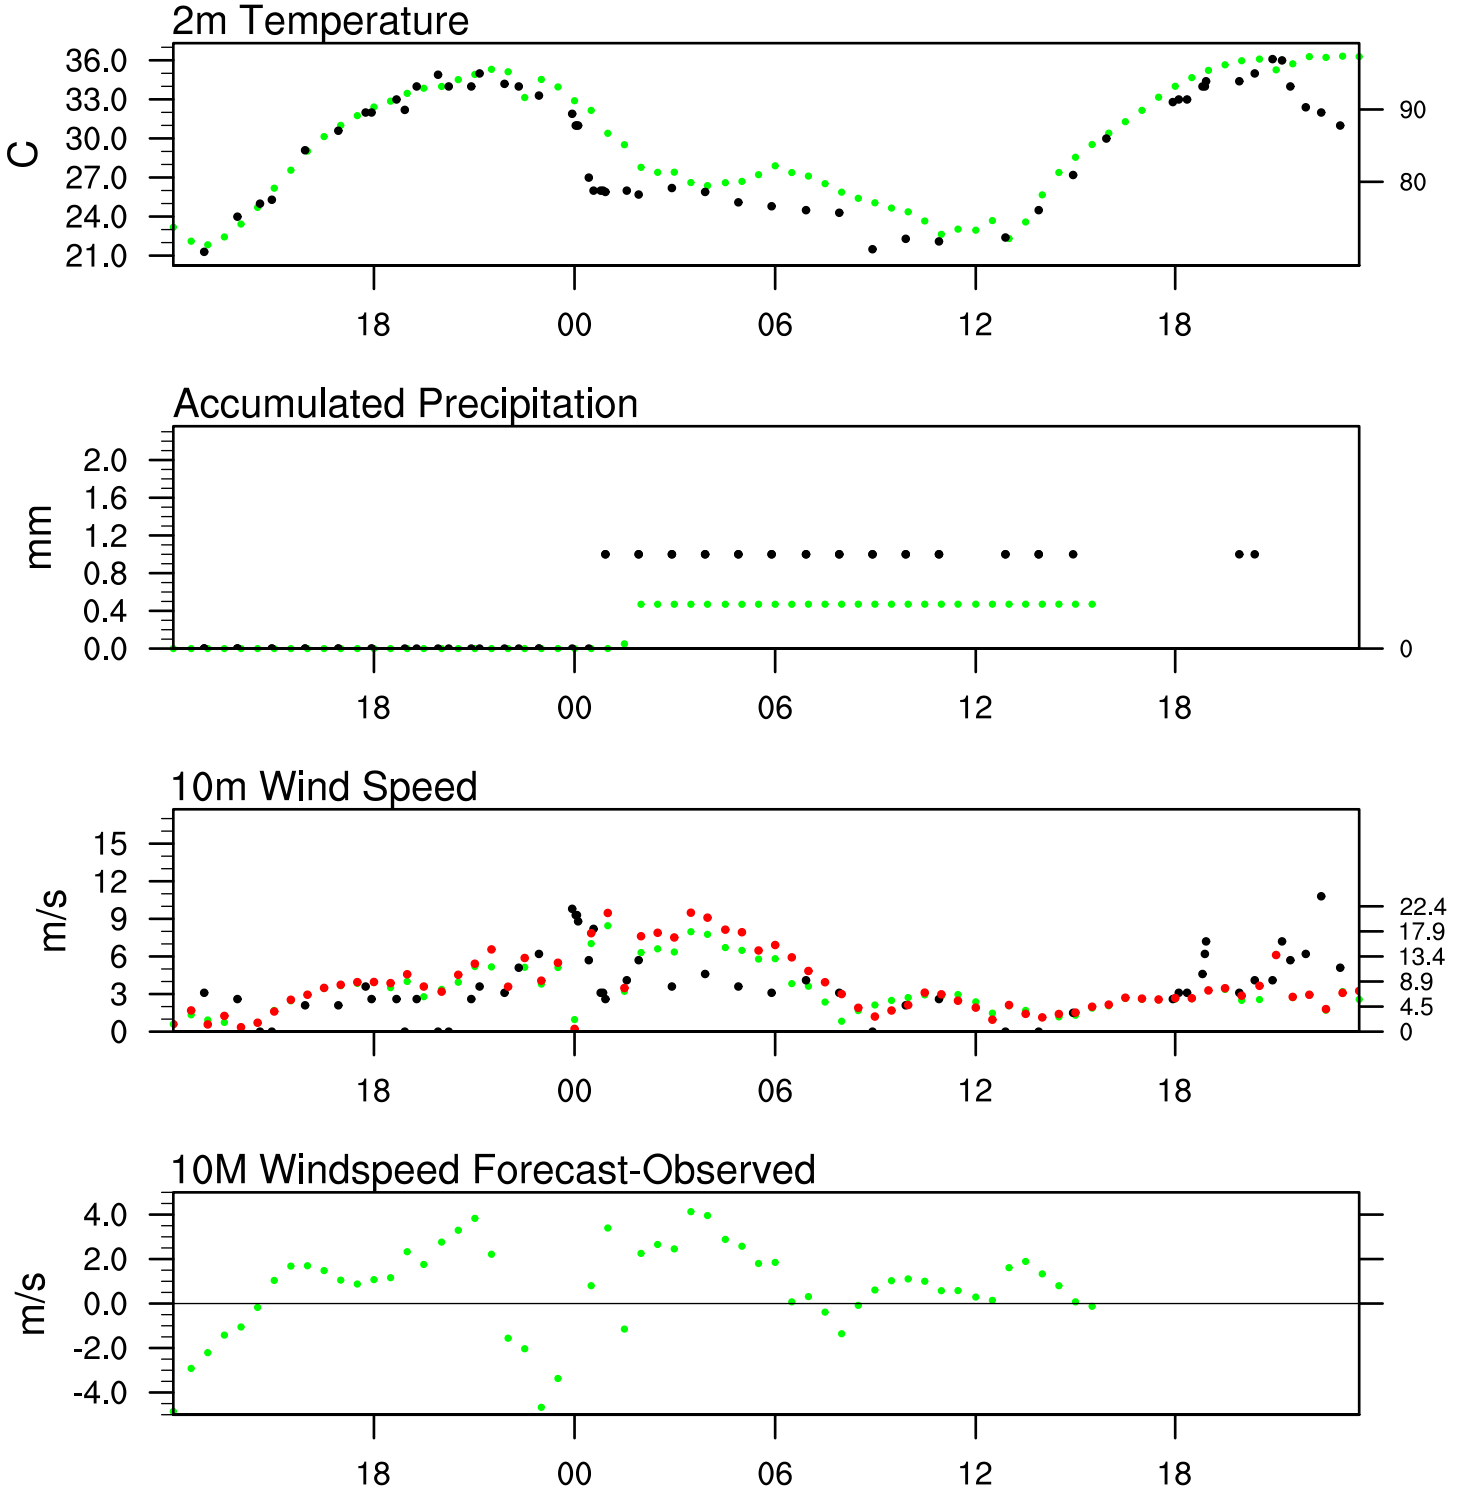 2m Temperature
36.0
33.0
30.0
27.0
24.0
21.0
C
90
80
18 00 06 12 18
Accumulated Precipitation
2.0
1.6
1.2
0.8
0.4
0.0
mm
0
18 00 06 12 18
10m Wind Speed
15
12
9
6
3
0
m/s
22.4
17.9
13.4
8.9
4.5
0
18 00 06 12 18
10M Windspeed Forecast-Observed
4.0
2.0
0.0
-2.0
-4.0
m/s
18 00 06 12 18